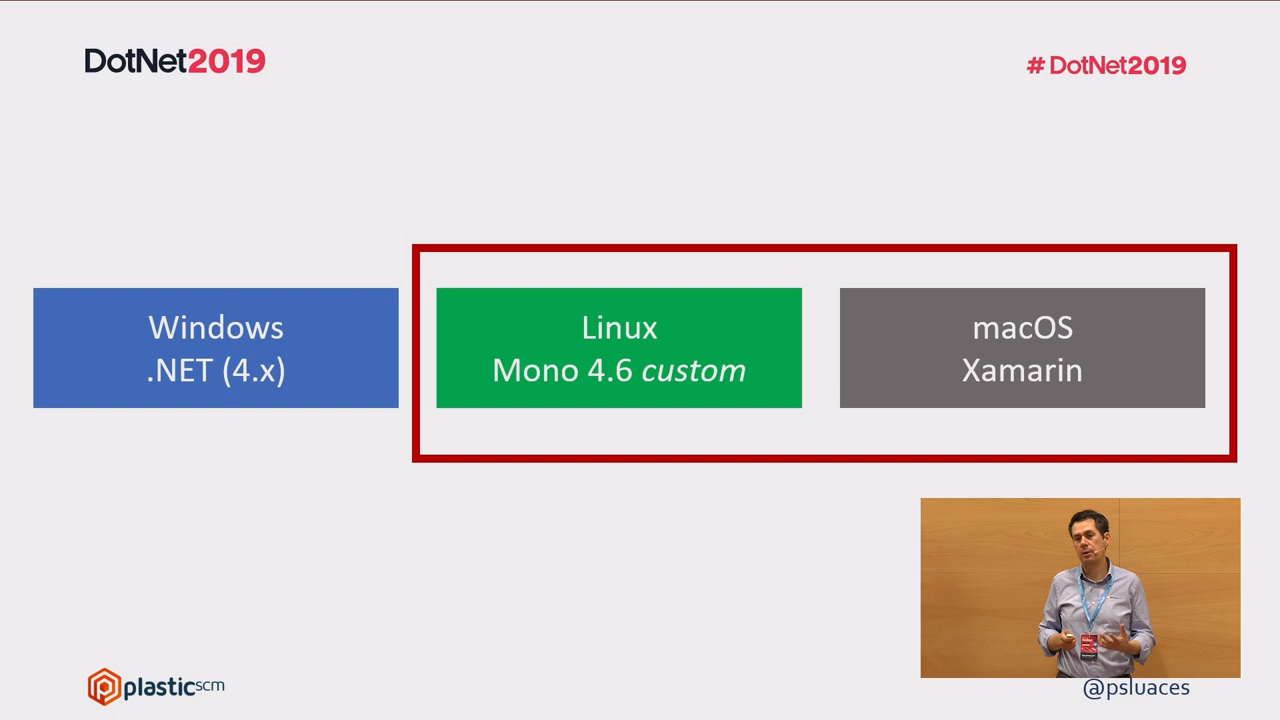 DotNet2019
# DotNet2019
Windows
.NET (4.x)
Linux
Mono 4.6 custom
macOS
Xamarin
plasticscm
@psluaces